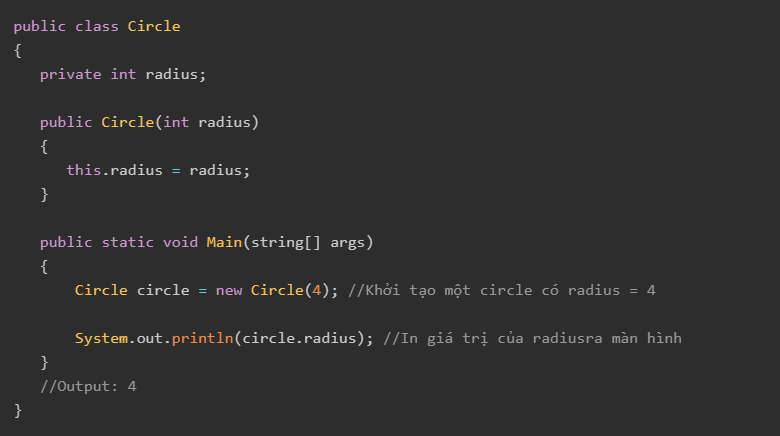 public class Circle
{
   private int radius;

   public Circle(int radius)
   {
      this.radius = radius;
   }

   public static void Main(string[] args)
   {
       Circle circle = new Circle(4); //Khởi tạo một circle có radius = 4

       System.out.println(circle.radius); //In giá trị của radiusra màn hình
   }
   //Output: 4
}